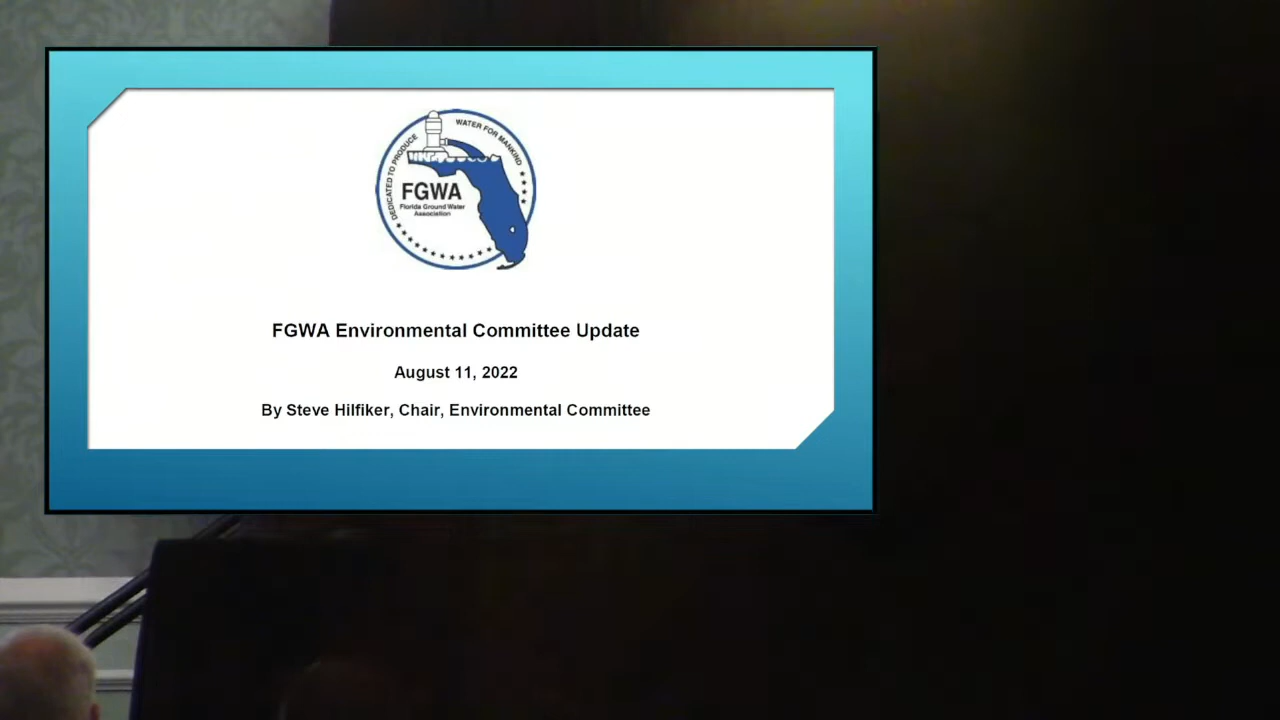 DEDICATED TO PRODUCE
WATER FOR MANKIND
FGWA
Florida Ground Water
Association
FGWA Environmental Committee Update
August 11, 2022
By Steve Hilfiker, Chair, Environmental Committee